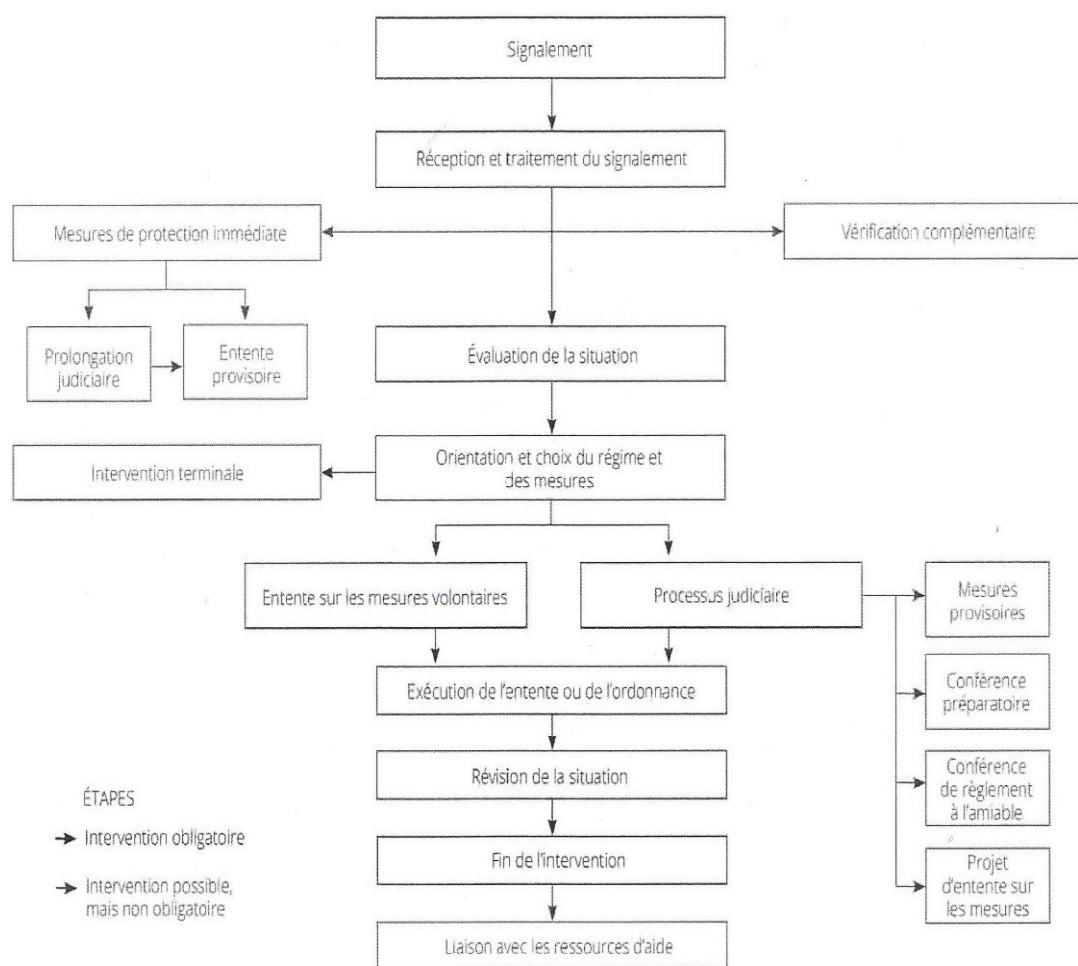 Signalement
Réception et traitement du signalement
Mesures de protection immédiate
Vérification complémentaire
Prolongation
judiciaire
Entente
provisoire
Évaluation de la situation
Intervention terminale
Orientation et choix du régime et
des mesures
Entente sur les mesures volontaires
Processus judiciaire
Mesures
provisoires
Conférence
préparatoire
Conférence
de règlement
à l'amiable
Projet
d'entente sur
les mesures
Exécution de l'entente ou de l'ordonnance
Révision de la situation
Fin de l'intervention
Liaison avec les ressources d'aide
ÉTAPES
Intervention obligatoire
Intervention possible,
mais non obligatoire